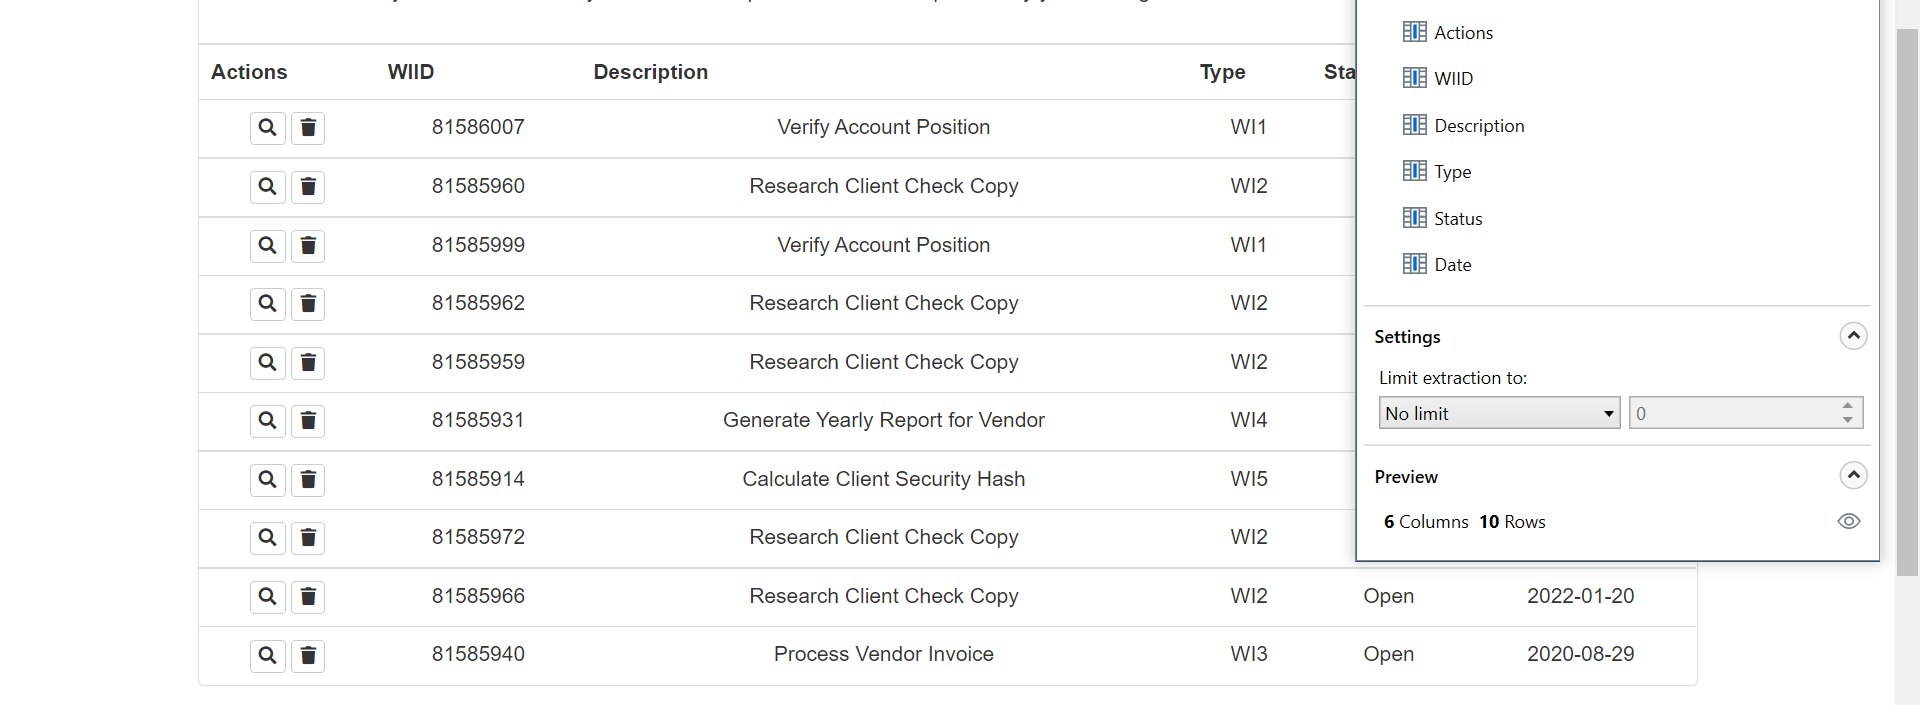 Actions WIID Description Type Sta
81586007 Verify Account Position WI1
81585960 Research Client Check Copy WI2
81585999 Verify Account Position WI1
81585962 Research Client Check Copy WI2
81585959 Research Client Check Copy WI2
81585931 Generate Yearly Report for Vendor WI4
81585914 Calculate Client Security Hash WI5
81585972 Research Client Check Copy WI2
81585966 Research Client Check Copy WI2 Open 2022-01-20
81585940 Process Vendor Invoice WI3 Open 2020-08-29
Actions
WIID
Description
Type
Status
Date
Settings
Limit extraction to:
No limit 0
Preview
6 Columns 10 Rows